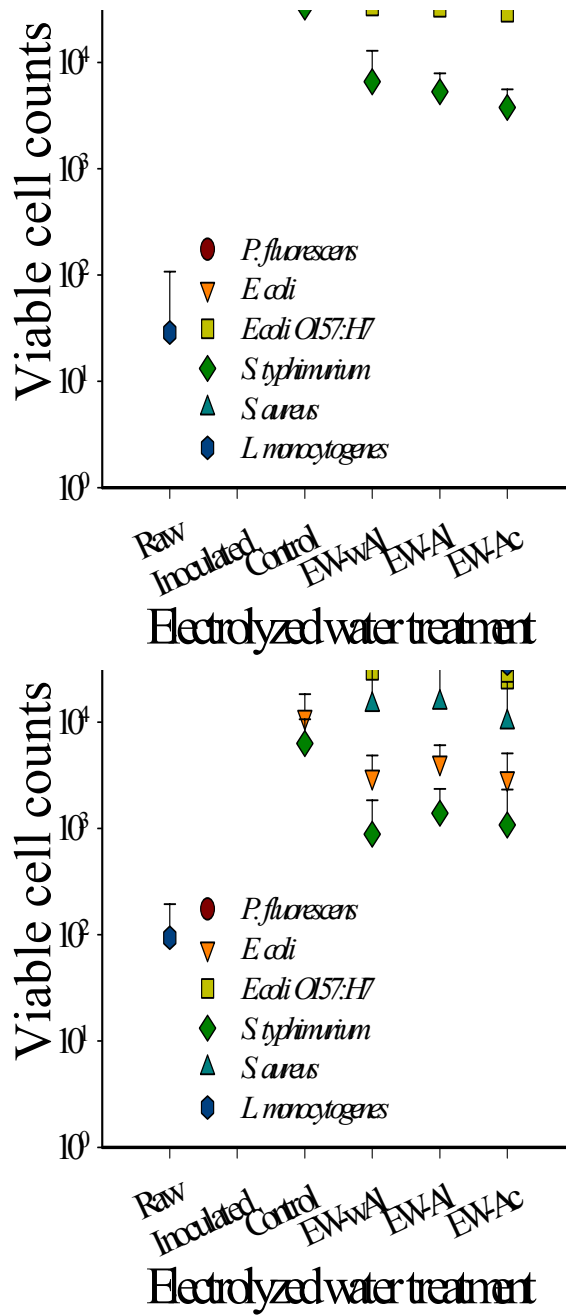 10⁴
10³
10²
10¹
10⁰
Viable cell counts
P. fluorescens
E. coli
E.coli O157:H7
S. typhimurium
S. aureus
L. monocytogenes
Raw
Inoculated
Control
EW-wAl
EW-Al
EW-Ac
Electrolyzed water treatment
10⁴
10³
10²
10¹
10⁰
Viable cell counts
P. fluorescens
E. coli
E.coli O157:H7
S. typhimurium
S. aureus
L. monocytogenes
Raw
Inoculated
Control
EW-wAl
EW-Al
EW-Ac
Electrolyzed water treatment